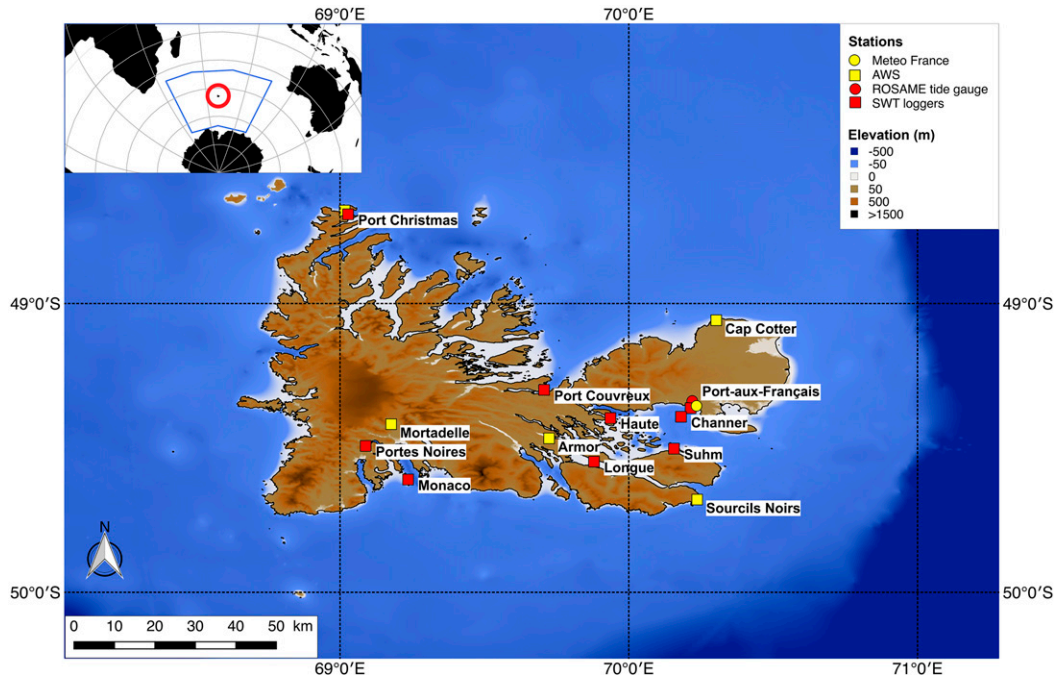 69°0′E
70°0′E
Stations
Meteo France
AWS
ROSAME tide gauge
SWT loggers
Elevation (m)
-500
-50
0
50
500
>1500
Port Christmas
49°0′S
49°0′S
Cap Cotter
Port Couvreux
Port-aux-Français
Haute
Channer
Mortadelle
Armor
Portes Noires
Suhm
Longue
Monaco
Sourcils Noirs
N
50°0′S
50°0′S
0 10 20 30 40 50 km
69°0′E
70°0′E
71°0′E